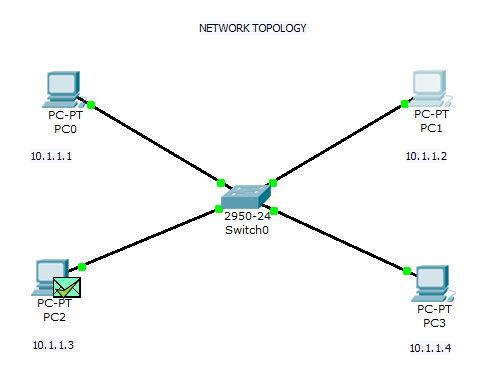 NETWORK TOPOLOGY
PC-PT
PC0
10.1.1.1
PC-PT
PC1
10.1.1.2
2950-24
Switch0
PC-PT
PC2
10.1.1.3
PC-PT
PC3
10.1.1.4